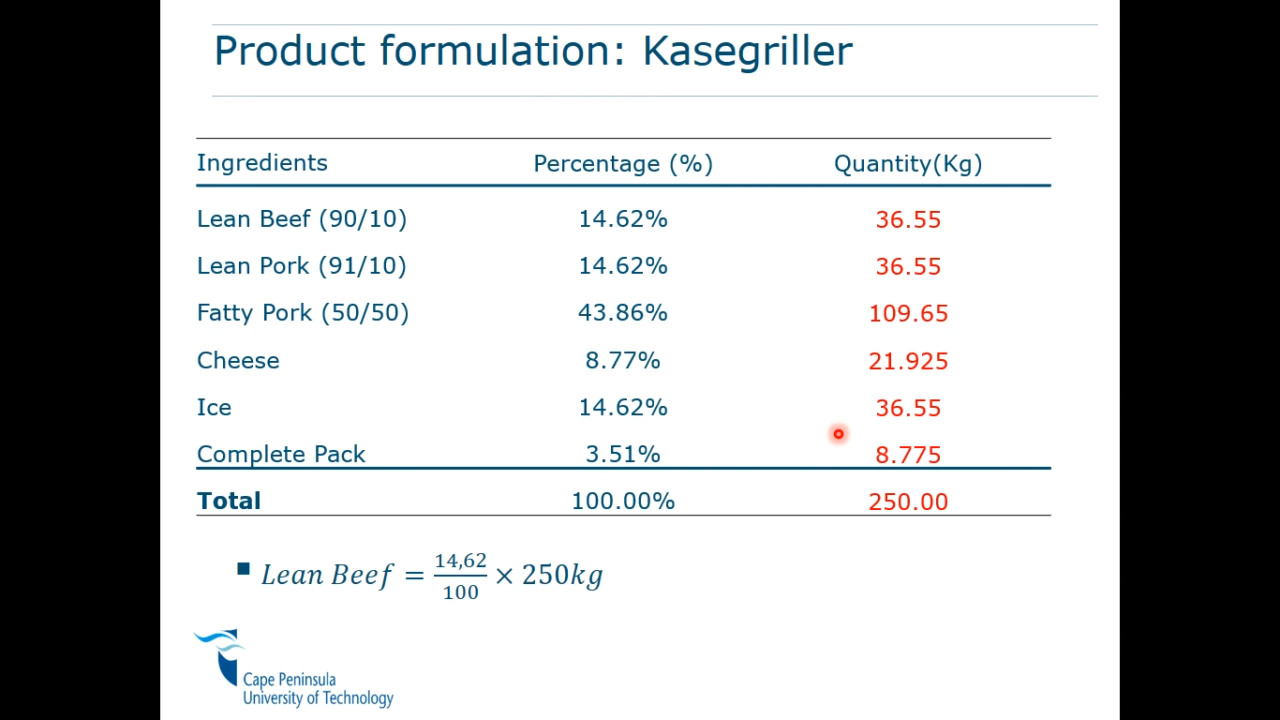 Product formulation: Kasegriller
Ingredients Percentage (%) Quantity(Kg)
Lean Beef (90/10) 14.62% 36.55
Lean Pork (91/10) 14.62% 36.55
Fatty Pork (50/50) 43.86% 109.65
Cheese 8.77% 21.925
Ice 14.62% 36.55
Complete Pack 3.51% 8.775
Total 100.00% 250.00
Lean Beef = 14,62/100 × 250kg
Cape Peninsula
University of Technology